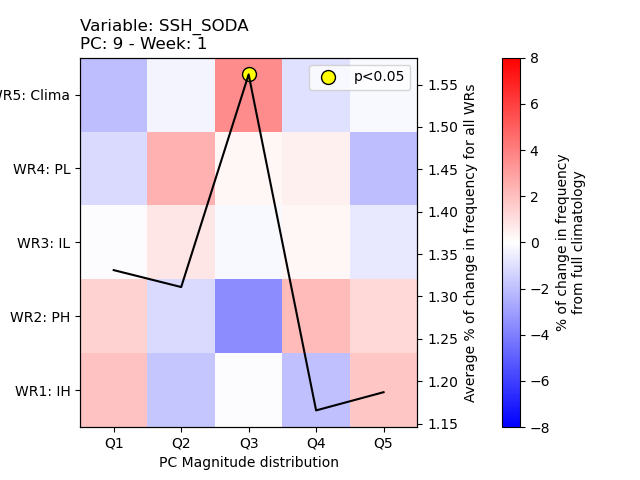 Variable: SSH_SODA
PC: 9 - Week: 1
WR5: Clima
WR4: PL
WR3: IL
WR2: PH
WR1: IH
Q1 Q2 Q3 Q4 Q5
PC Magnitude distribution
p<0.05
1.55
1.50
1.45
1.40
1.35
1.30
1.25
1.20
1.15
Average % of change in frequency for all WRs
8
6
4
2
0
−2
−4
−6
−8
% of change in frequency
from full climatology